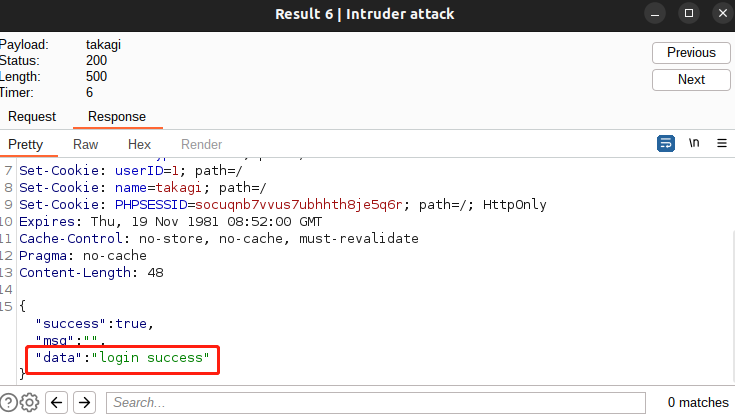 Result 6 | Intruder attack
Payload: takagi
Status: 200
Length: 500
Timer: 6
Previous
Next
Request Response
Pretty Raw Hex Render \n
7 Set-Cookie: userID=1; path=/
8 Set-Cookie: name=takagi; path=/
9 Set-Cookie: PHPSESSID=socuqnb7vvus7ubhhth8je5q6r; path=/; HttpOnly
10 Expires: Thu, 19 Nov 1981 08:52:00 GMT
11 Cache-Control: no-store, no-cache, must-revalidate
12 Pragma: no-cache
13 Content-Length: 48
14
15 {
"success":true,
"msg":"",
"data":"login success"
}
Search...
0 matches